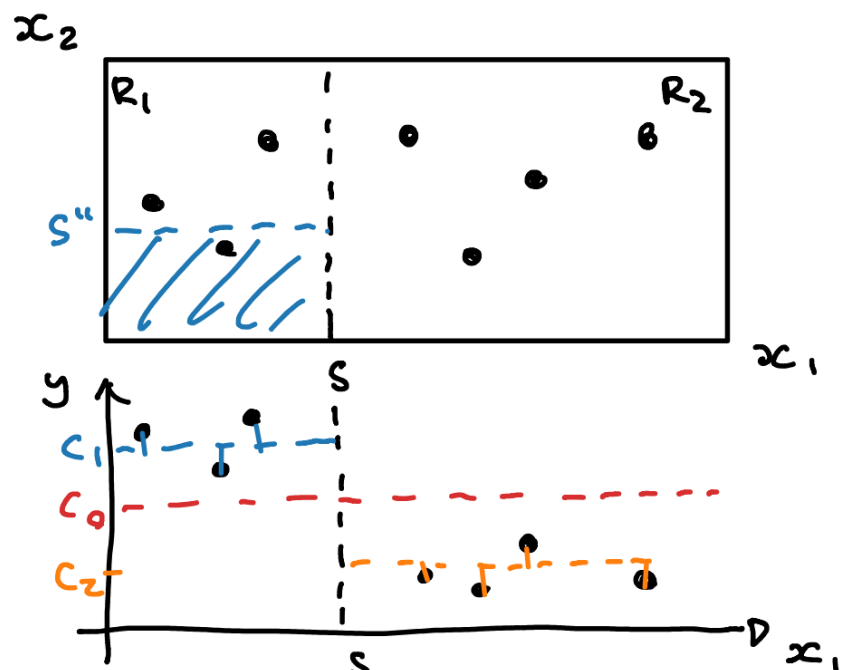 x₂
R₁ R₂
S"
x₁
S
y
C₁
C₀
C₂
S
x₁